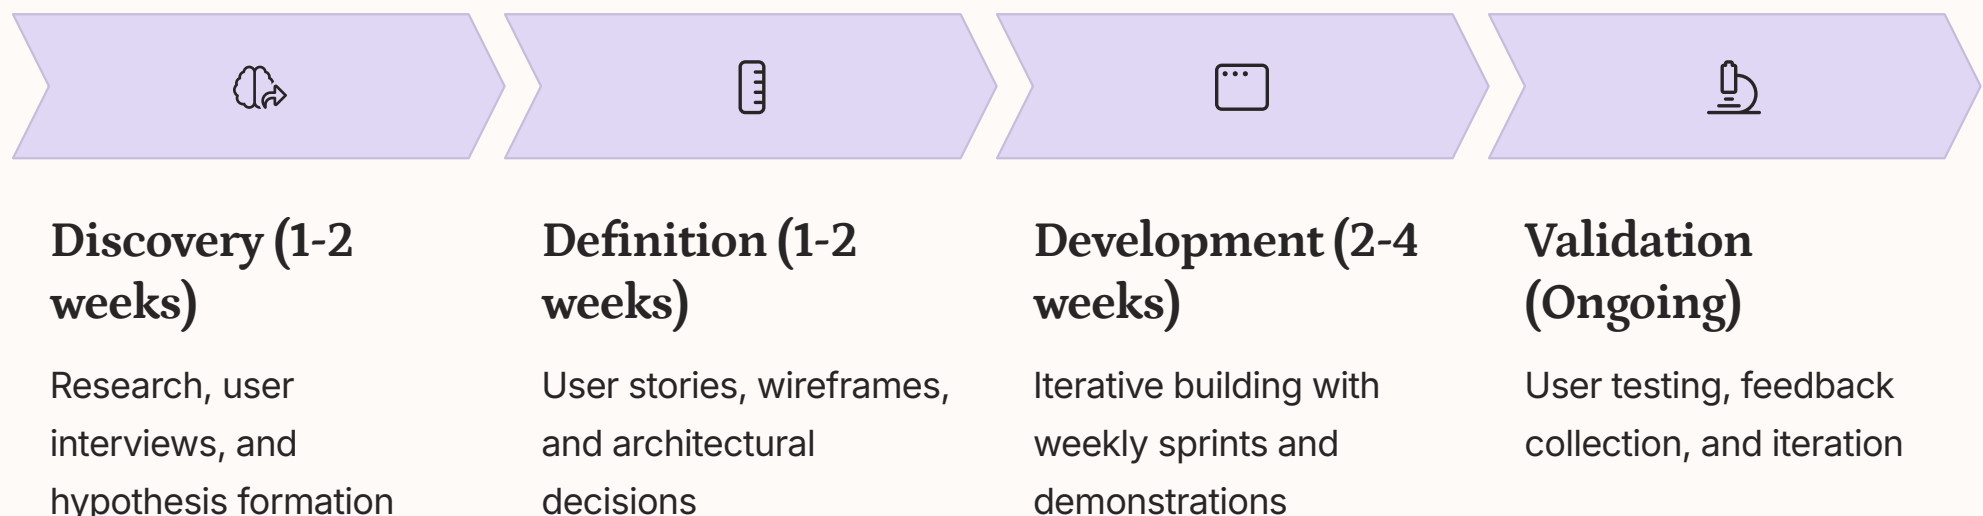 Discovery (1-2
weeks)
Research, user
interviews, and
hypothesis formation
Definition (1-2
weeks)
User stories, wireframes,
and architectural
decisions
Development (2-4
weeks)
Iterative building with
weekly sprints and
demonstrations
Validation
(Ongoing)
User testing, feedback
collection, and iteration